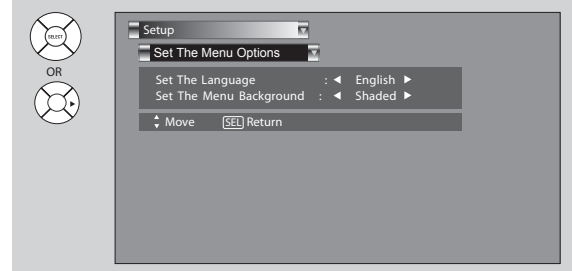 SELECT
OR
Setup
Set The Menu Options
Set The Language : ◀ English ▶
Set The Menu Background : ◀ Shaded ▶
Move SEL Return